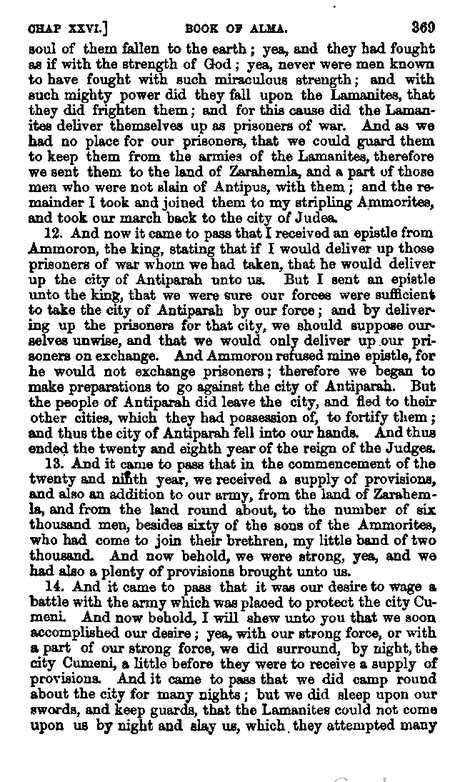 CHAP XXVI.] BOOK OF ALMA. 369
soul of them fallen to the earth; yea, and they had fought
as if with the strength of God; yea, never were men known
to have fought with such miraculous strength; and with
such mighty power did they fall upon the Lamanites, that
they did frighten them; and for this cause did the Laman-
ites deliver themselves up as prisoners of war. And as we
had no place for our prisoners, that we could guard them
to keep them from the armies of the Lamanites, therefore
we sent them to the land of Zarahemla, and a part of those
men who were not slain of Antipus, with them; and the re-
mainder I took and joined them to my stripling Ammorites,
and took our march back to the city of Judea.
12. And now it came to pass that I received an epistle from
Ammoron, the king, stating that if I would deliver up those
prisoners of war whom we had taken, that he would deliver
up the city of Antiparah unto us. But I sent an epistle
unto the king, that we were sure our forces were sufficient
to take the city of Antiparah by our force; and by deliver-
ing up the prisoners for that city, we should suppose our-
selves unwise, and that we would only deliver up our pri-
soners on exchange. And Ammoron refused mine epistle, for
he would not exchange prisoners; therefore we began to
make preparations to go against the city of Antiparah. But
the people of Antiparah did leave the city, and fled to their
other cities, which they had possession of, to fortify them;
and thus the city of Antiparah fell into our hands. And thus
ended the twenty and eighth year of the reign of the Judges.
13. And it came to pass that in the commencement of the
twenty and ninth year, we received a supply of provisions,
and also an addition to our army, from the land of Zarahem-
la, and from the land round about, to the number of six
thousand men, besides sixty of the sons of the Ammorites,
who had come to join their brethren, my little band of two
thousand. And now behold, we were strong, yea, and we
had also a plenty of provisions brought unto us.
14. And it came to pass that it was our desire to wage a
battle with the army which was placed to protect the city Cu-
meni. And now behold, I will shew unto you that we soon
accomplished our desire; yea, with our strong force, or with
a part of our strong force, we did surround, by night, the
city Cumeni, a little before they were to receive a supply of
provisions. And it came to pass that we did camp round
about the city for many nights; but we did sleep upon our
swords, and keep guards, that the Lamanites could not come
upon us by night and slay us, which they attempted many